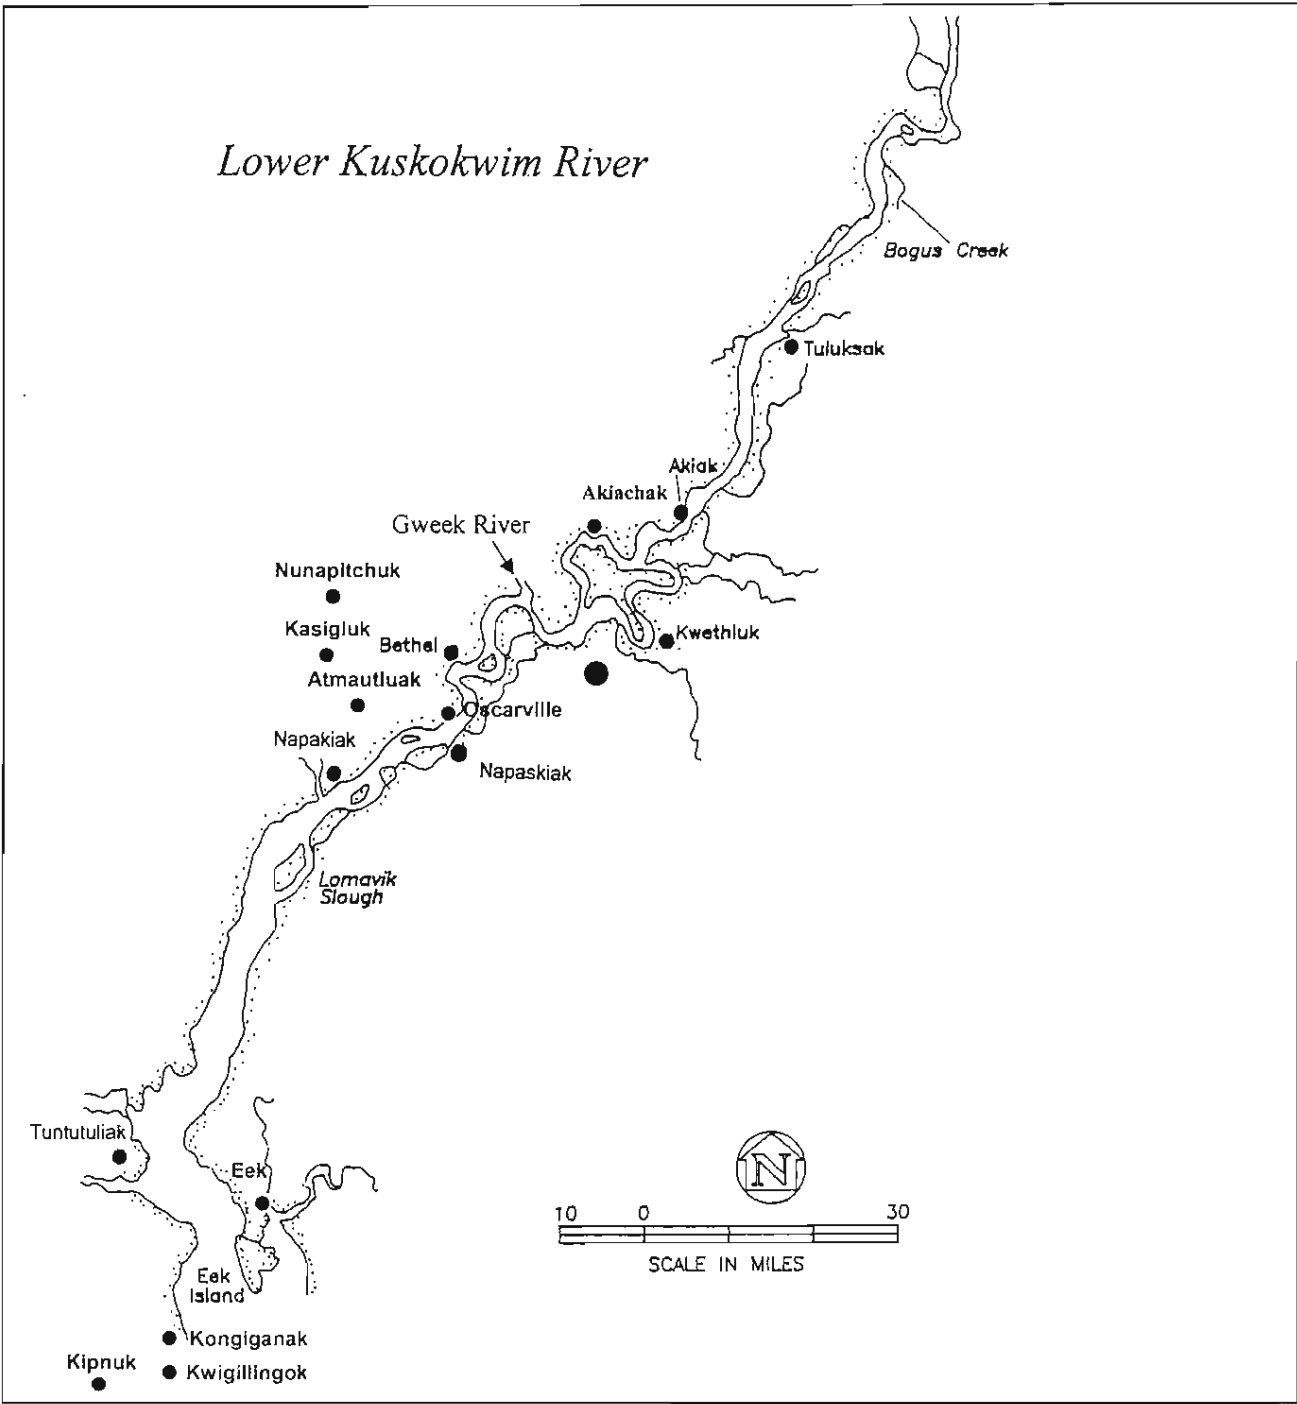 Lower Kuskokwim River
Bogus Creek
Tuluksak
Akiak
Akiachak
Gweek River
Nunapitchuk
Kasigluk
Bethel
Kwethluk
Atmautluak
Oscarville
Napakiak
Napaskiak
Lomavik
Slough
Tuntutuliak
Eek
N
10 0 30
SCALE IN MILES
Eek
Island
Kongiganak
Kipnuk
Kwigillingok